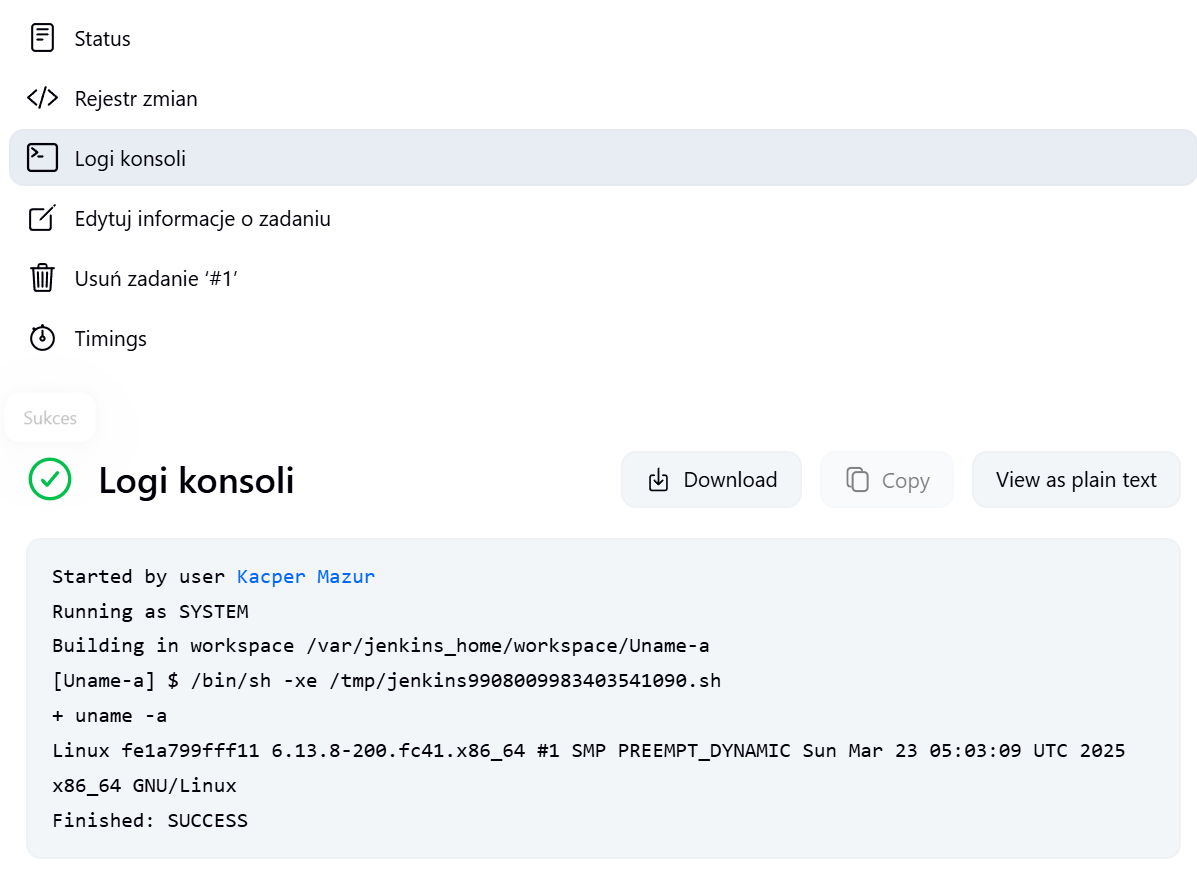 Status
Rejestr zmian
Logi konsoli
Edytuj informacje o zadaniu
Usuń zadanie ‘#1’
Timings
Sukces
Logi konsoli
Download
Copy
View as plain text
Started by user Kacper Mazur
Running as SYSTEM
Building in workspace /var/jenkins_home/workspace/Uname-a
[Uname-a] $ /bin/sh -xe /tmp/jenkins9908009983403541090.sh
+ uname -a
Linux fe1a799fff11 6.13.8-200.fc41.x86_64 #1 SMP PREEMPT_DYNAMIC Sun Mar 23 05:03:09 UTC 2025
x86_64 GNU/Linux
Finished: SUCCESS